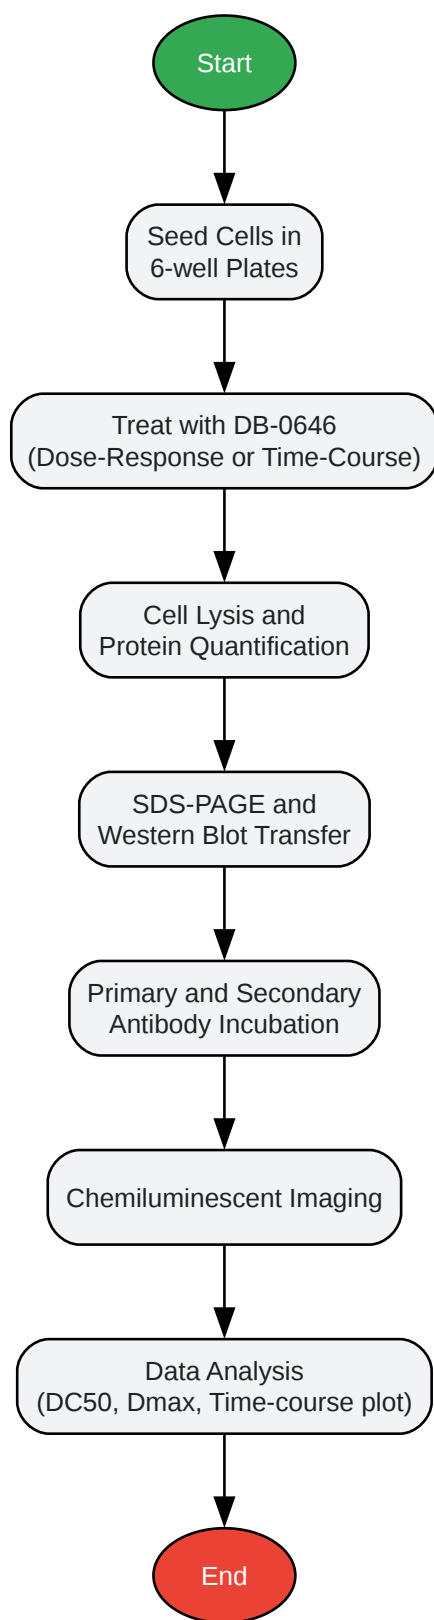 Start
Seed Cells in
6-well Plates
Treat with DB-0646
(Dose-Response or Time-Course)
Cell Lysis and
Protein Quantification
SDS-PAGE and
Western Blot Transfer
Primary and Secondary
Antibody Incubation
Chemiluminescent Imaging
Data Analysis
(DC50, Dmax, Time-course plot)
End